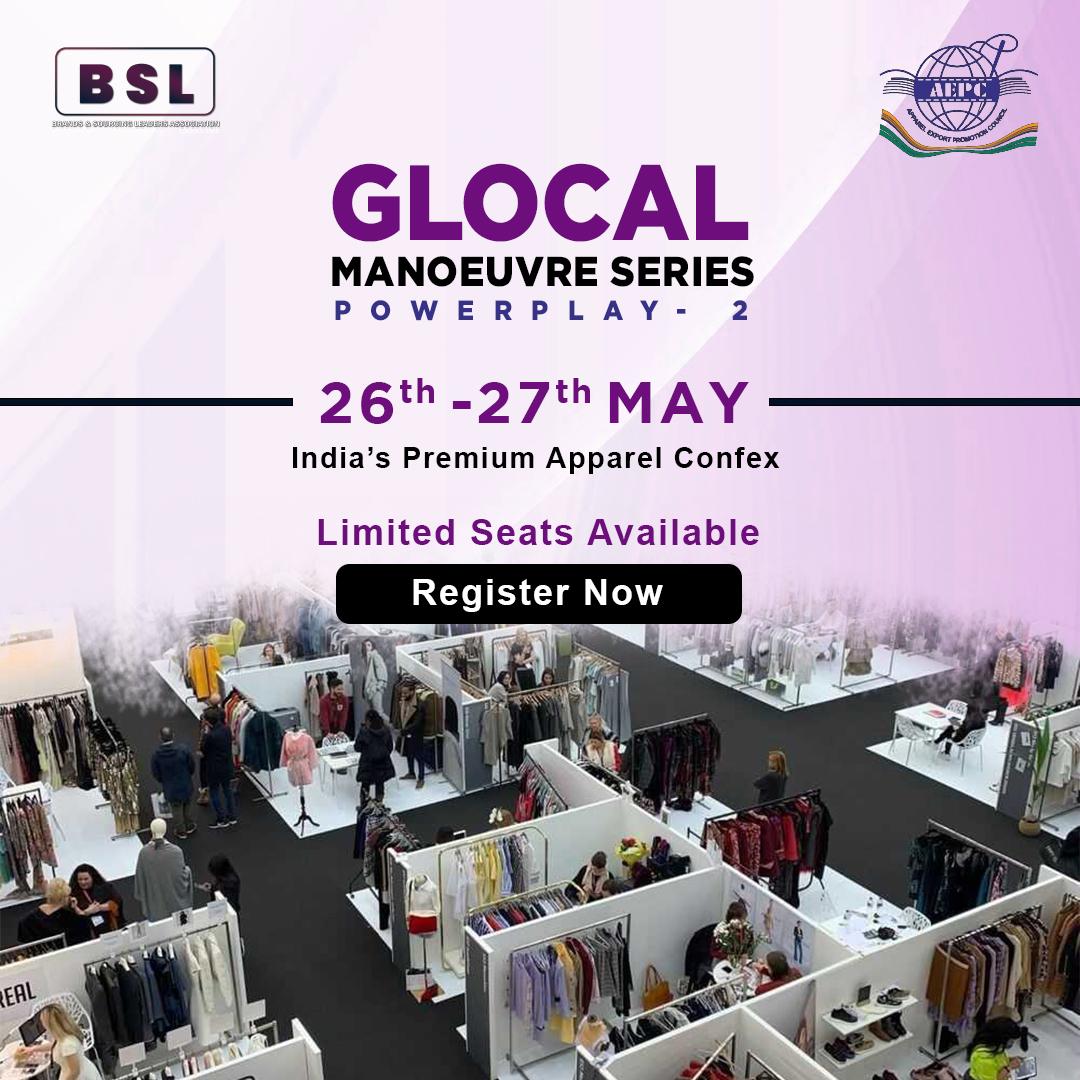 BSL
BRANDS & SOURCING LEADERS ASSOCIATION
AEPC
APPAREL EXPORT PROMOTION COUNCIL
GLOCAL
MANOEUVRE SERIES
POWERPLAY- 2
26th -27th MAY
India's Premium Apparel Confex
Limited Seats Available
Register Now
REAL